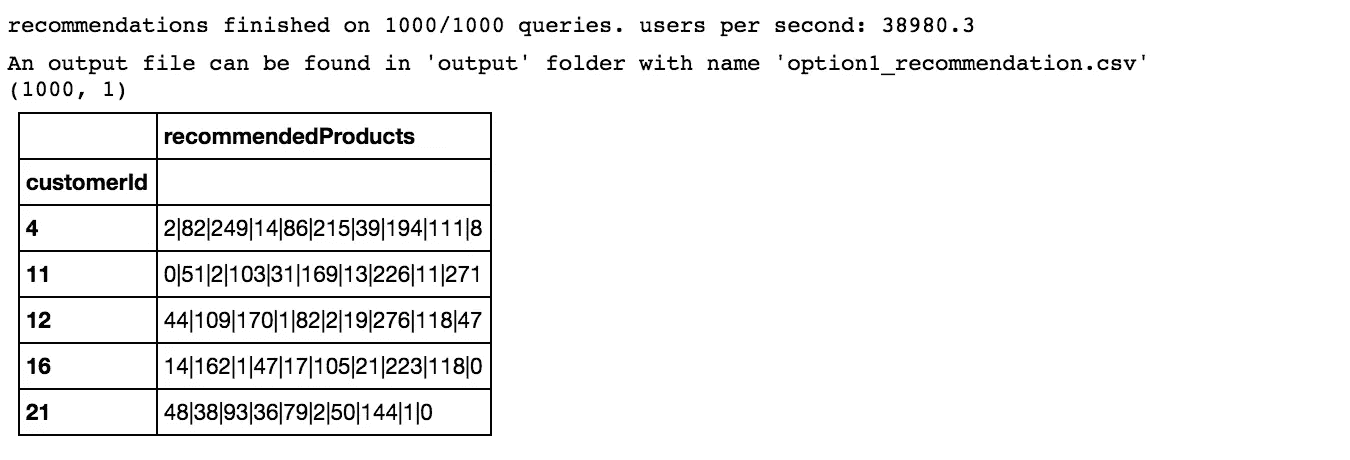 recommendations finished on 1000/1000 queries. users per second: 38980.3
An output file can be found in 'output' folder with name 'option1_recommendation.csv'
(1000, 1)
recommendedProducts
customerId
4 2|82|249|14|86|215|39|194|111|8
11 0|51|2|103|31|169|13|226|11|271
12 44|109|170|1|82|2|19|276|118|47
16 14|162|1|47|17|105|21|223|118|0
21 48|38|93|36|79|2|50|144|1|0